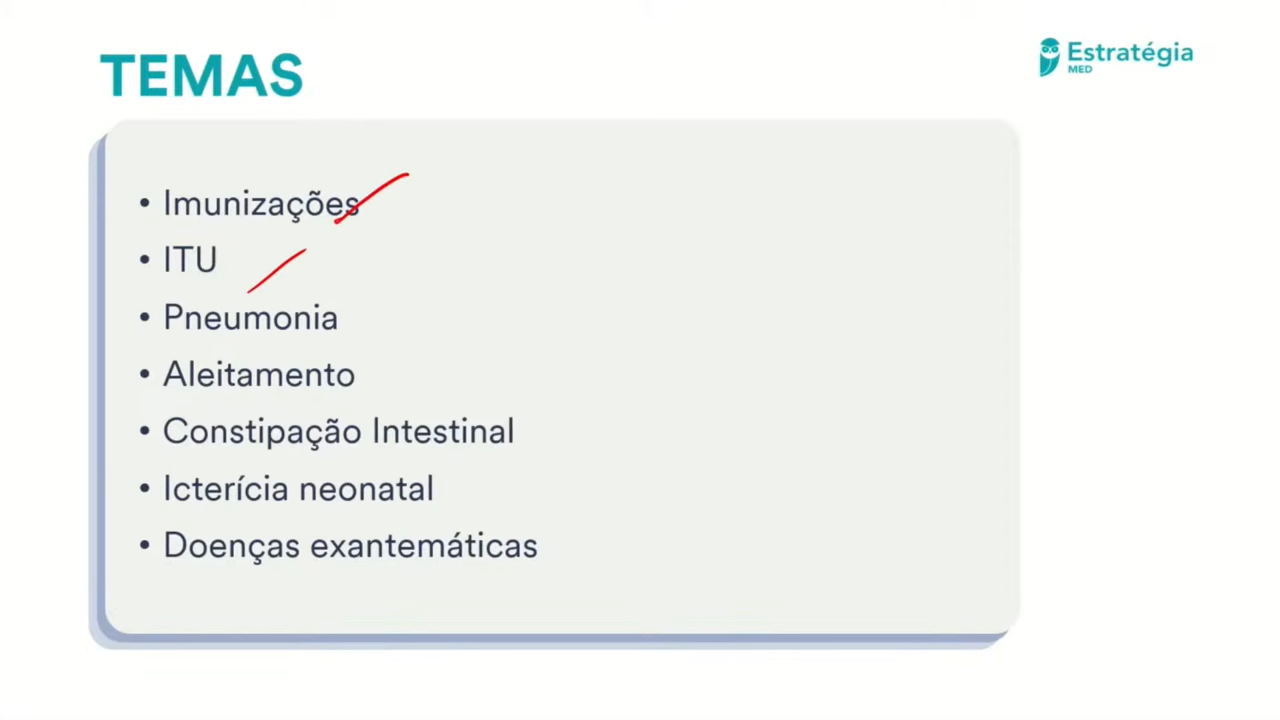 TEMAS
Estratégia
MED
• Imunizações
• ITU
• Pneumonia
• Aleitamento
• Constipação Intestinal
• Icterícia neonatal
• Doenças exantemáticas